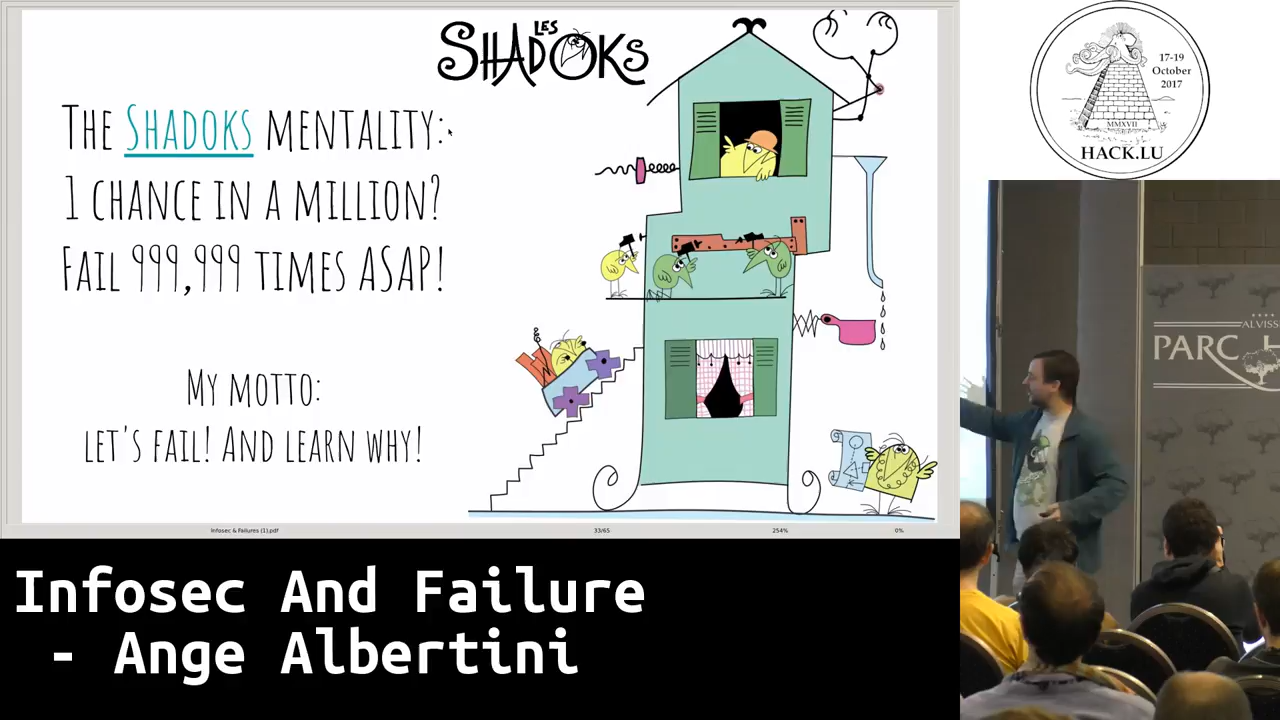 LES
SHADOKS
THE SHADOKS MENTALITY:
1 CHANCE IN A MILLION?
FAIL 999,999 TIMES ASAP!
MY MOTTO:
LET'S FAIL! AND LEARN WHY!
Infosec & Failures (1).pdf
33/65
254%
0%
Infosec And Failure
- Ange Albertini
17-19
October
2017
MMXVII
HACK.LU
ALVISS
PARC H